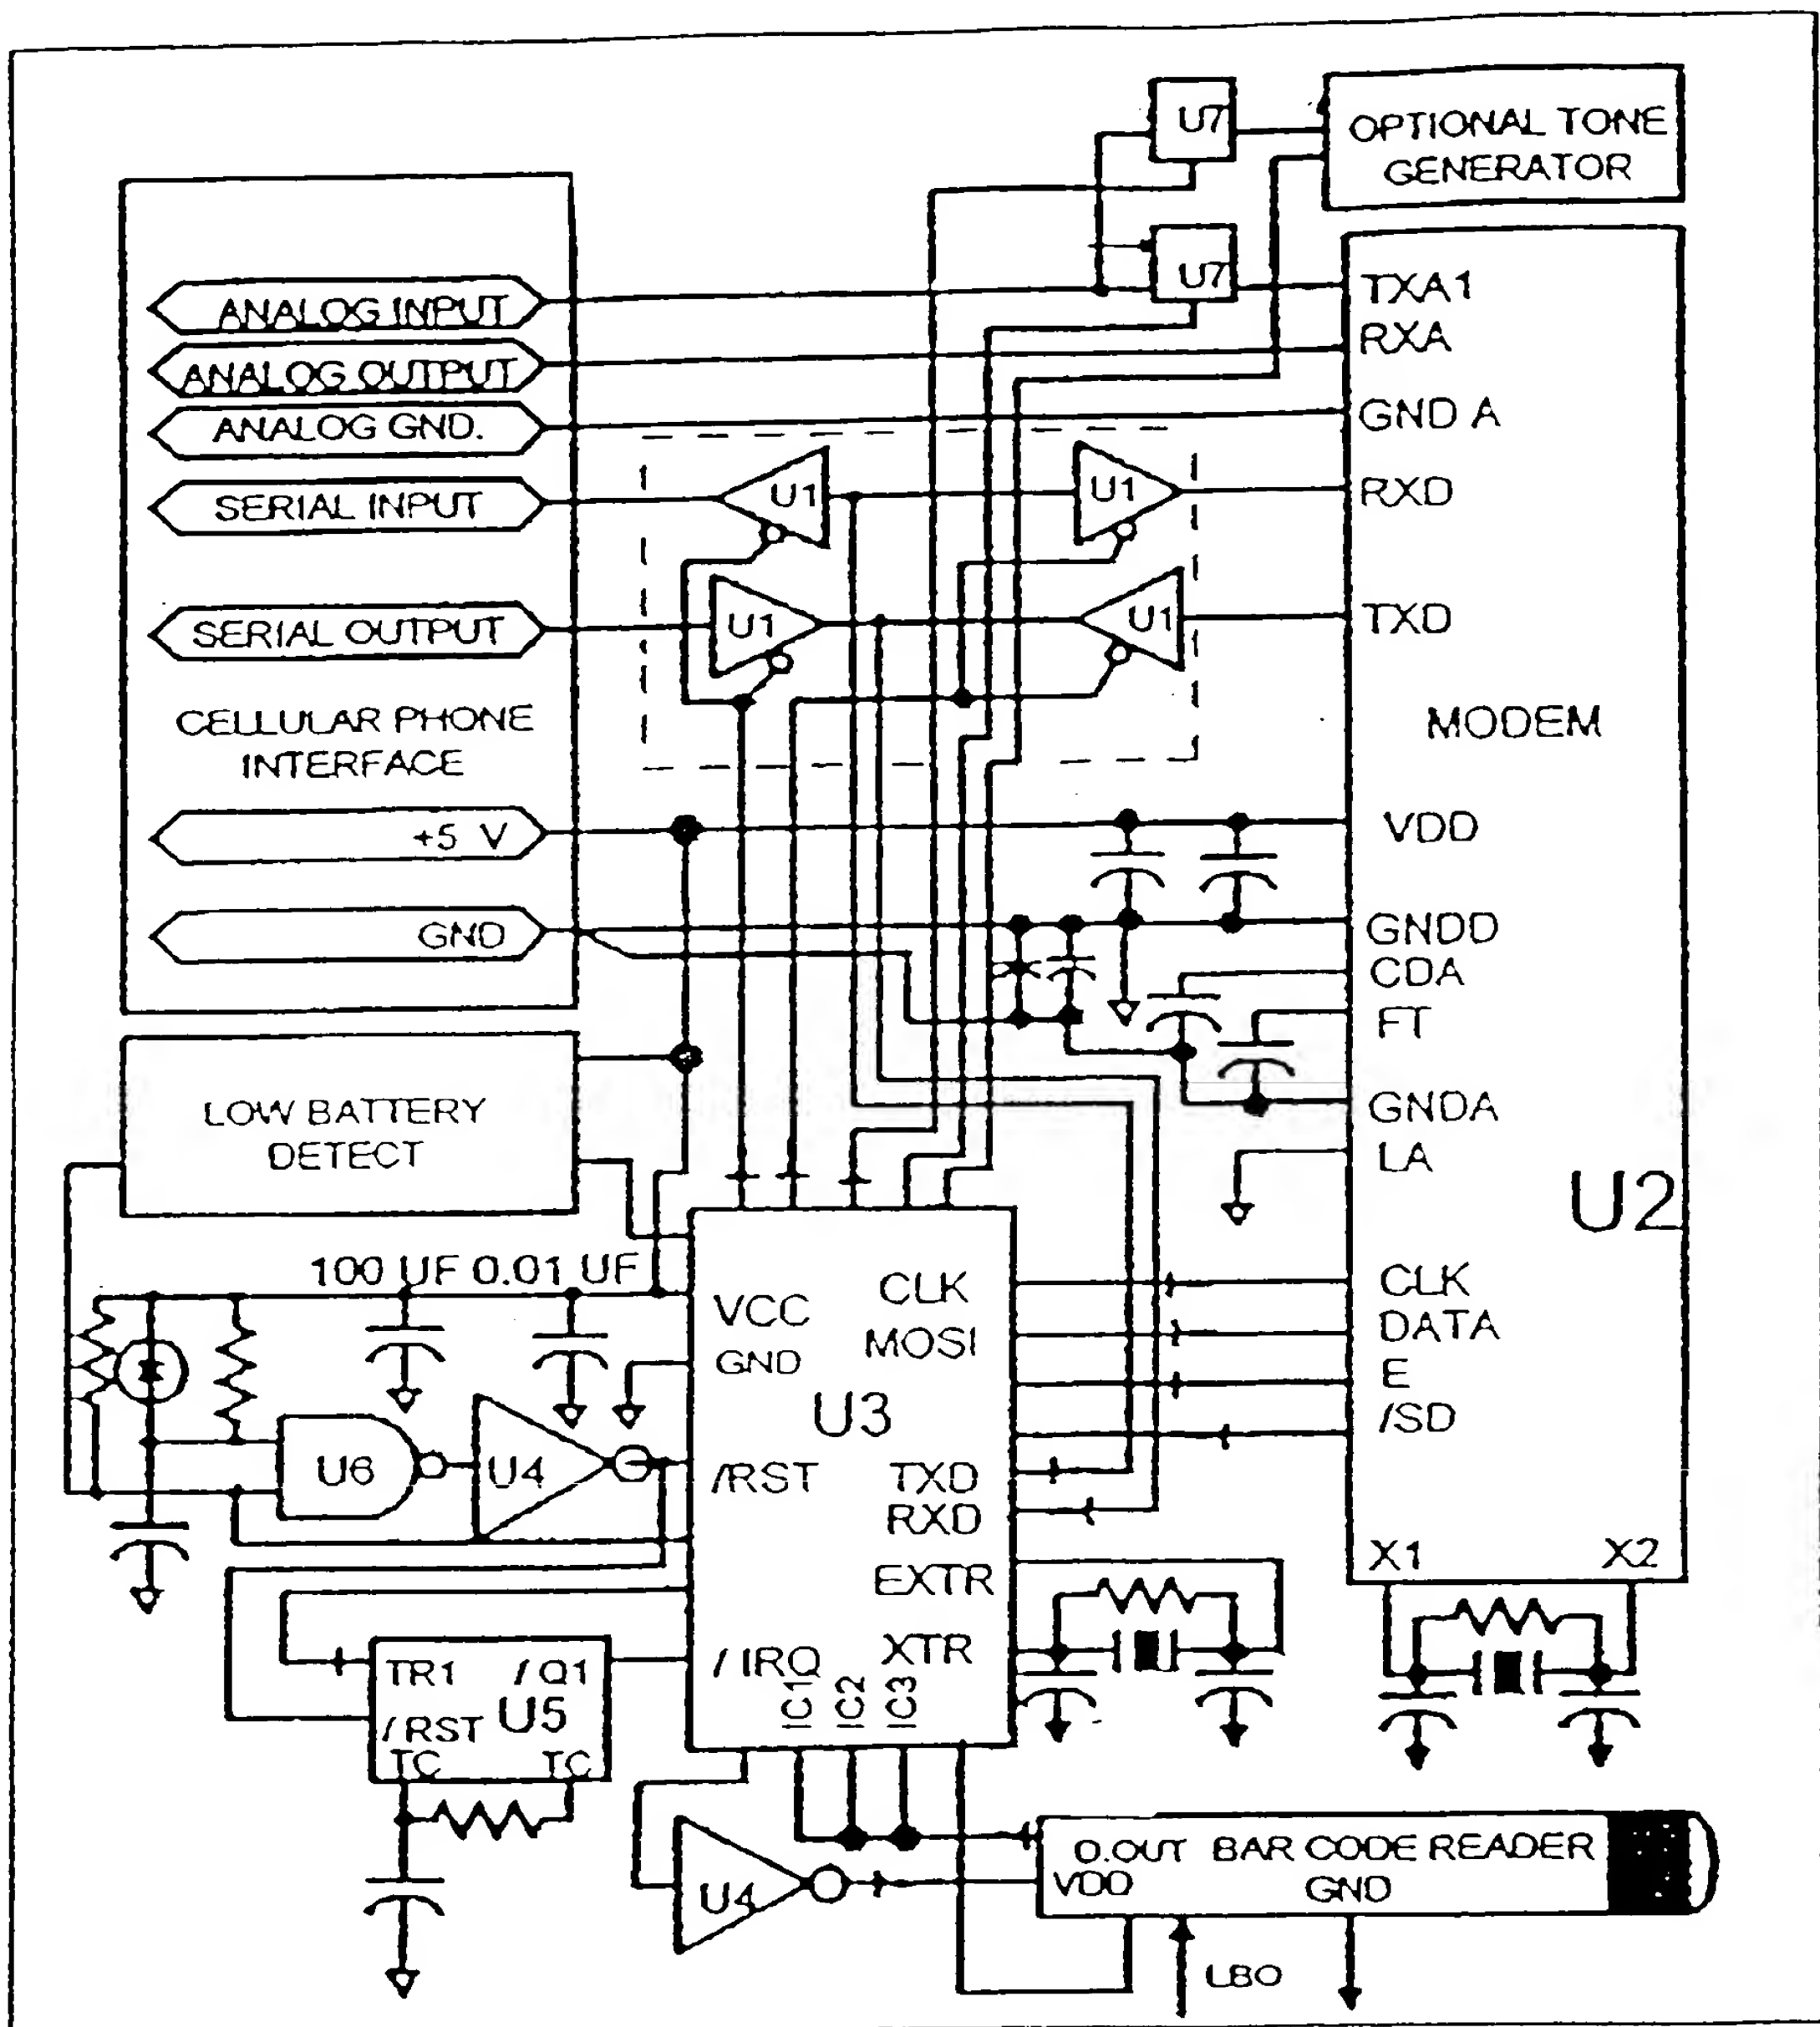 U7
OPTIONAL TONE
GENERATOR
U7
ANALOG INPUT
ANALOG OUTPUT
ANALOG GND.
SERIAL INPUT
SERIAL OUTPUT
CELLULAR PHONE
INTERFACE
+5 V
GND
U1
U1
U1
U1
TXA1
RXA
GND A
RXD
TXD
MODEM
VDD
GNDD
CDA
FT
GNDA
LA
U2
CLK
DATA
E
/SD
X1
X2
LOW BATTERY
DETECT
100 UF 0.01 UF
VCC
GND
CLK
MOSI
U3
U6
U4
/RST
TXD
RXD
EXTR
XTR
/ IRQ
IC1
IC2
IC3
TR1
/ Q1
U5
/ RST
TC
TC
U4
O.OUT BAR CODE READER
VDD
GND
LBO